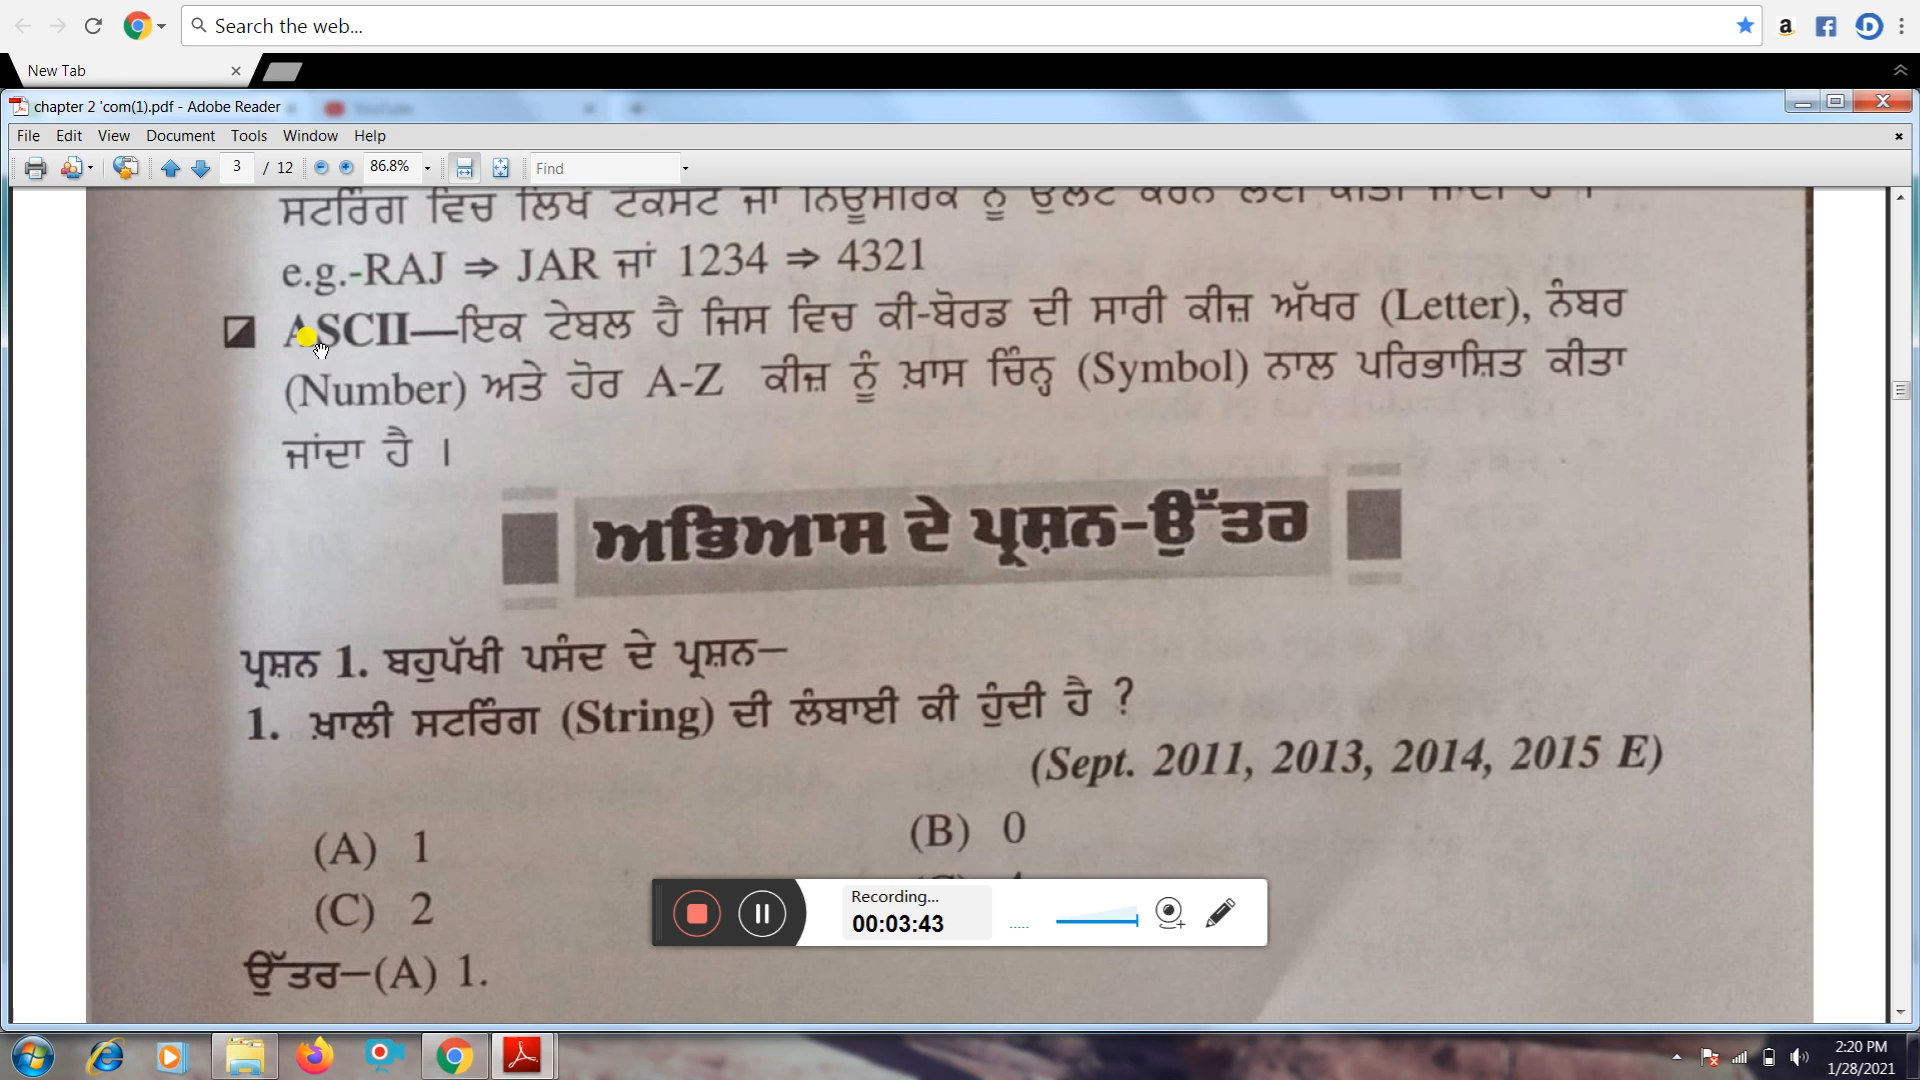 Search the web...
New Tab
chapter 2 'com(1).pdf - Adobe Reader
YouTube
File Edit View Document Tools Window Help
3 / 12 86.8% Find
ਸਟਰਿੰਗ ਵਿਚ ਲਿਖੇ ਟੈਕਸਟ ਜਾਂ ਨਿਊਮੈਰਿਕ ਨੂੰ ਉਲਟ ਕਰਨ ਲਈ ਕੀਤਾ ਜਾਂਦਾ ਹੈ ।
e.g.-RAJ ⇒ JAR ਜਾਂ 1234 ⇒ 4321
ASCII—ਇਕ ਟੇਬਲ ਹੈ ਜਿਸ ਵਿਚ ਕੀ-ਬੋਰਡ ਦੀ ਸਾਰੀ ਕੀਜ਼ ਅੱਖਰ (Letter), ਨੰਬਰ
(Number) ਅਤੇ ਹੋਰ A-Z ਕੀਜ਼ ਨੂੰ ਖ਼ਾਸ ਚਿੰਨ੍ਹ (Symbol) ਨਾਲ ਪਰਿਭਾਸ਼ਿਤ ਕੀਤਾ
ਜਾਂਦਾ ਹੈ ।
ਅਭਿਆਸ ਦੇ ਪ੍ਰਸ਼ਨ-ਉੱਤਰ
ਪ੍ਰਸ਼ਨ 1. ਬਹੁਪੱਖੀ ਪਸੰਦ ਦੇ ਪ੍ਰਸ਼ਨ—
1. ਖ਼ਾਲੀ ਸਟਰਿੰਗ (String) ਦੀ ਲੰਬਾਈ ਕੀ ਹੁੰਦੀ ਹੈ ?
(Sept. 2011, 2013, 2014, 2015 E)
(A) 1 (B) 0
(C) 2
Recording...
00:03:43
ਉੱਤਰ—(A) 1.
2:20 PM
1/28/2021